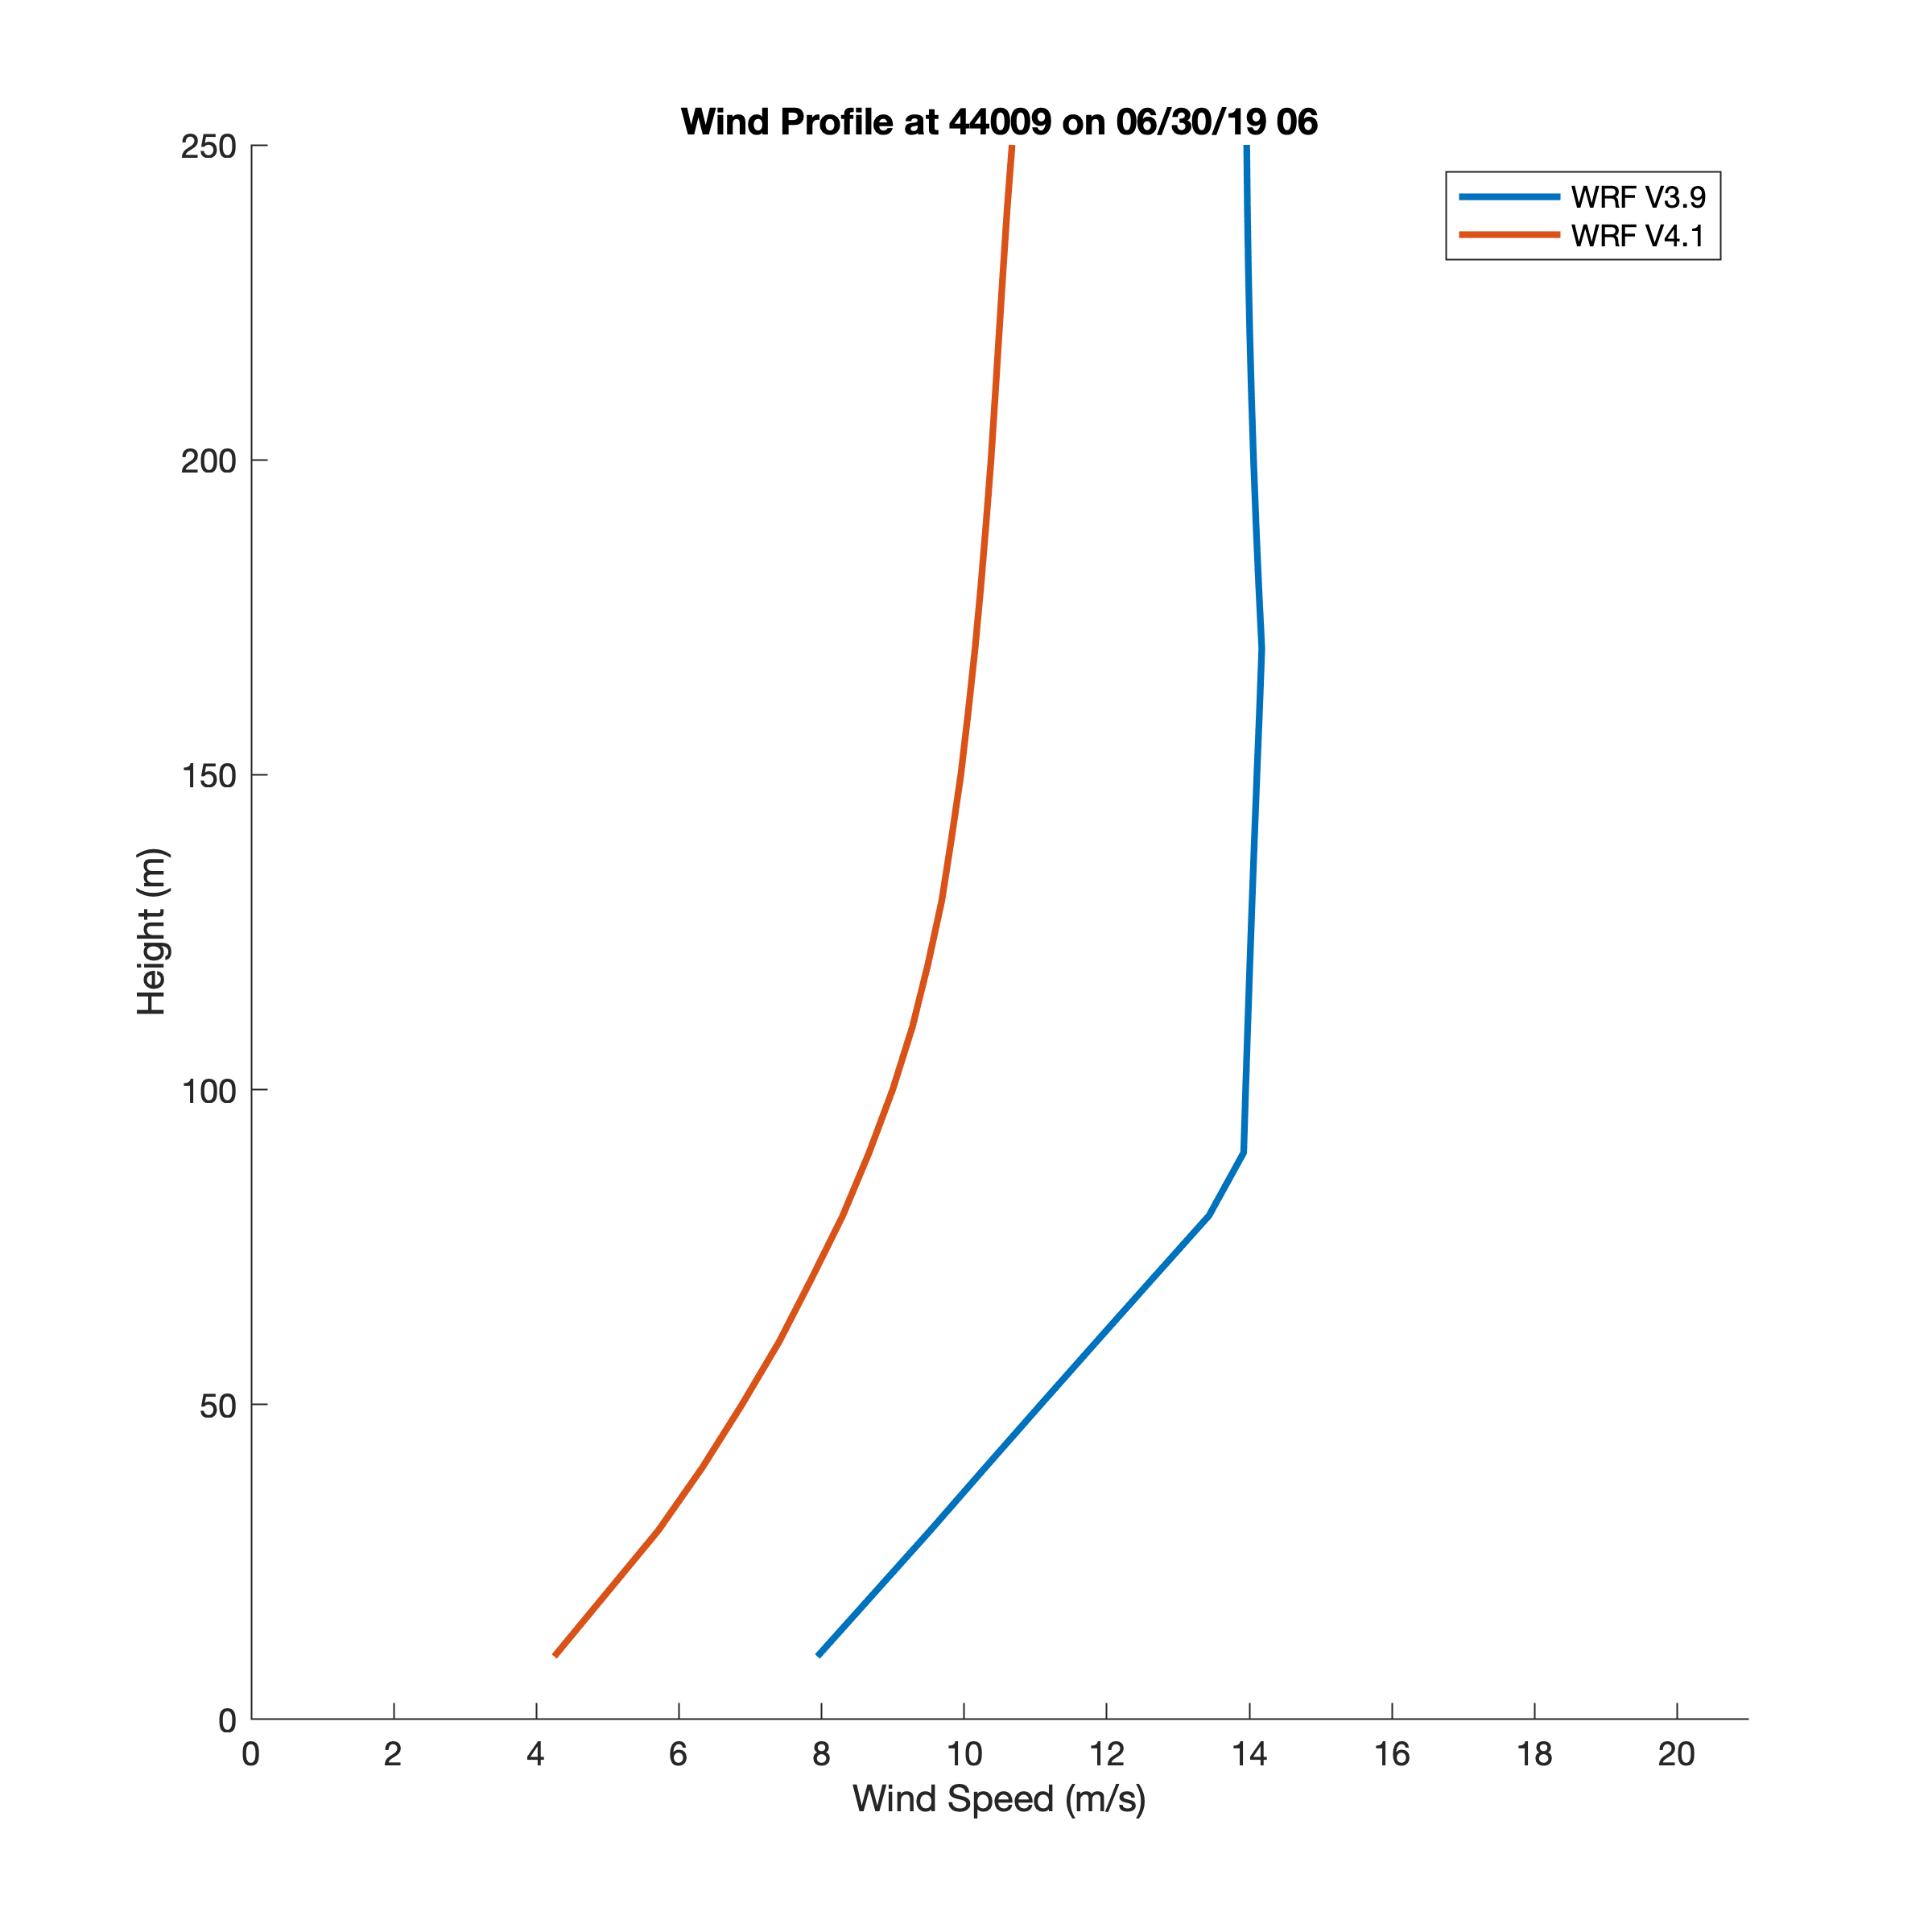 Wind Profile at 44009 on 06/30/19 06
WRF V3.9
WRF V4.1
250
200
150
100
50
0
Height (m)
0 2 4 6 8 10 12 14 16 18 20
Wind Speed (m/s)